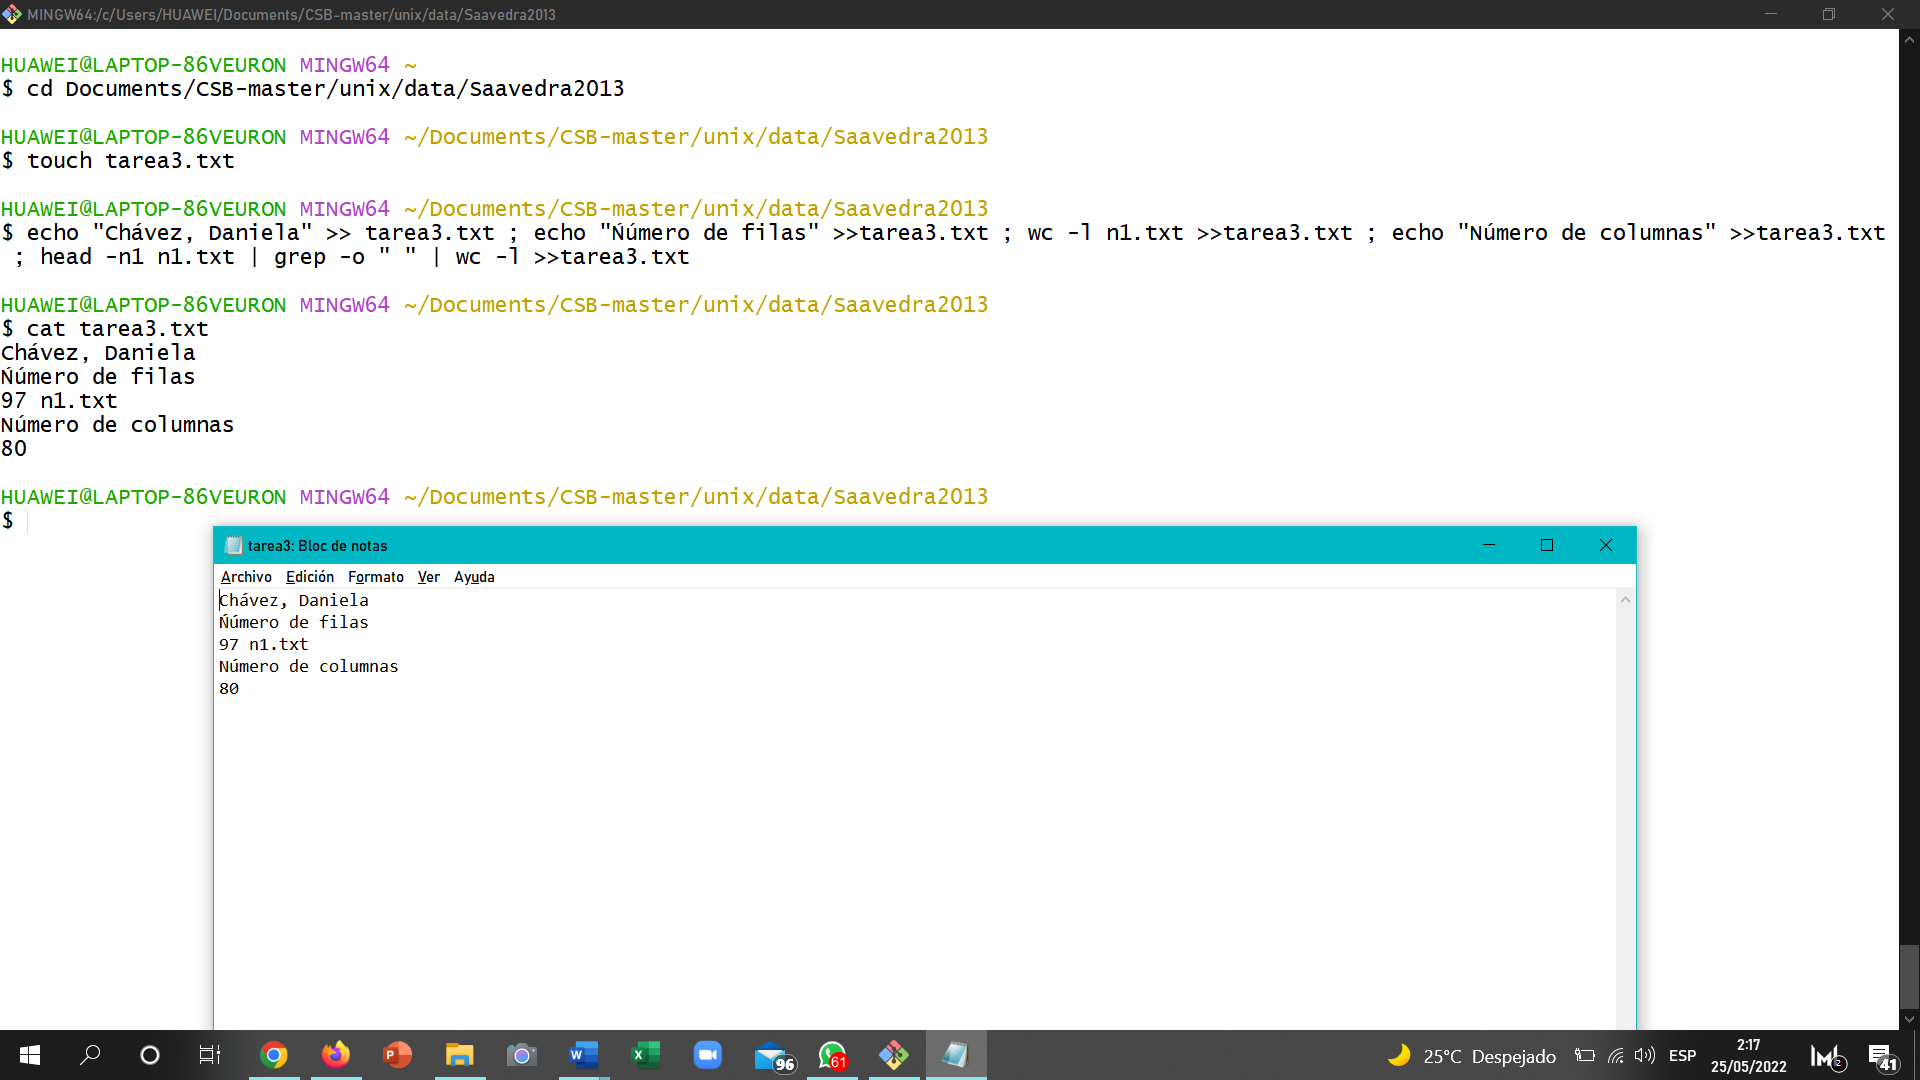 MINGW64:/c/Users/HUAWEI/Documents/CSB-master/unix/data/Saavedra2013
HUAWEI@LAPTOP-86VEURON MINGW64 ~
$ cd Documents/CSB-master/unix/data/Saavedra2013
HUAWEI@LAPTOP-86VEURON MINGW64 ~/Documents/CSB-master/unix/data/Saavedra2013
$ touch tarea3.txt
HUAWEI@LAPTOP-86VEURON MINGW64 ~/Documents/CSB-master/unix/data/Saavedra2013
$ echo "Chávez, Daniela" >> tarea3.txt ; echo "Ńúmero de filas" >>tarea3.txt ; wc -l n1.txt >>tarea3.txt ; echo "Número de columnas" >>tarea3.txt
; head -n1 n1.txt | grep -o " " | wc -l >>tarea3.txt
HUAWEI@LAPTOP-86VEURON MINGW64 ~/Documents/CSB-master/unix/data/Saavedra2013
$ cat tarea3.txt
Chávez, Daniela
Ńúmero de filas
97 n1.txt
Número de columnas
80
HUAWEI@LAPTOP-86VEURON MINGW64 ~/Documents/CSB-master/unix/data/Saavedra2013
$
tarea3: Bloc de notas
Archivo Edición Formato Ver Ayuda
Chávez, Daniela
Ńúmero de filas
97 n1.txt
Número de columnas
80
96
61
25°C Despejado
ESP
2:17
25/05/2022
2
41